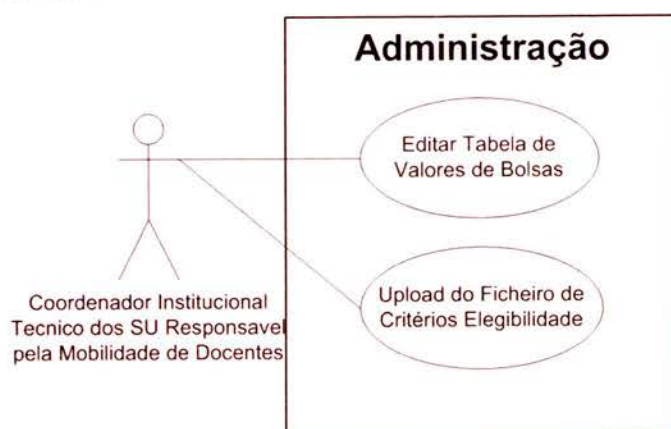 Administração
Editar Tabela de
Valores de Bolsas
Upload do Ficheiro de
Critérios Elegibilidade
Coordenador Institucional
Tecnico dos SU Responsavel
pela Mobilidade de Docentes